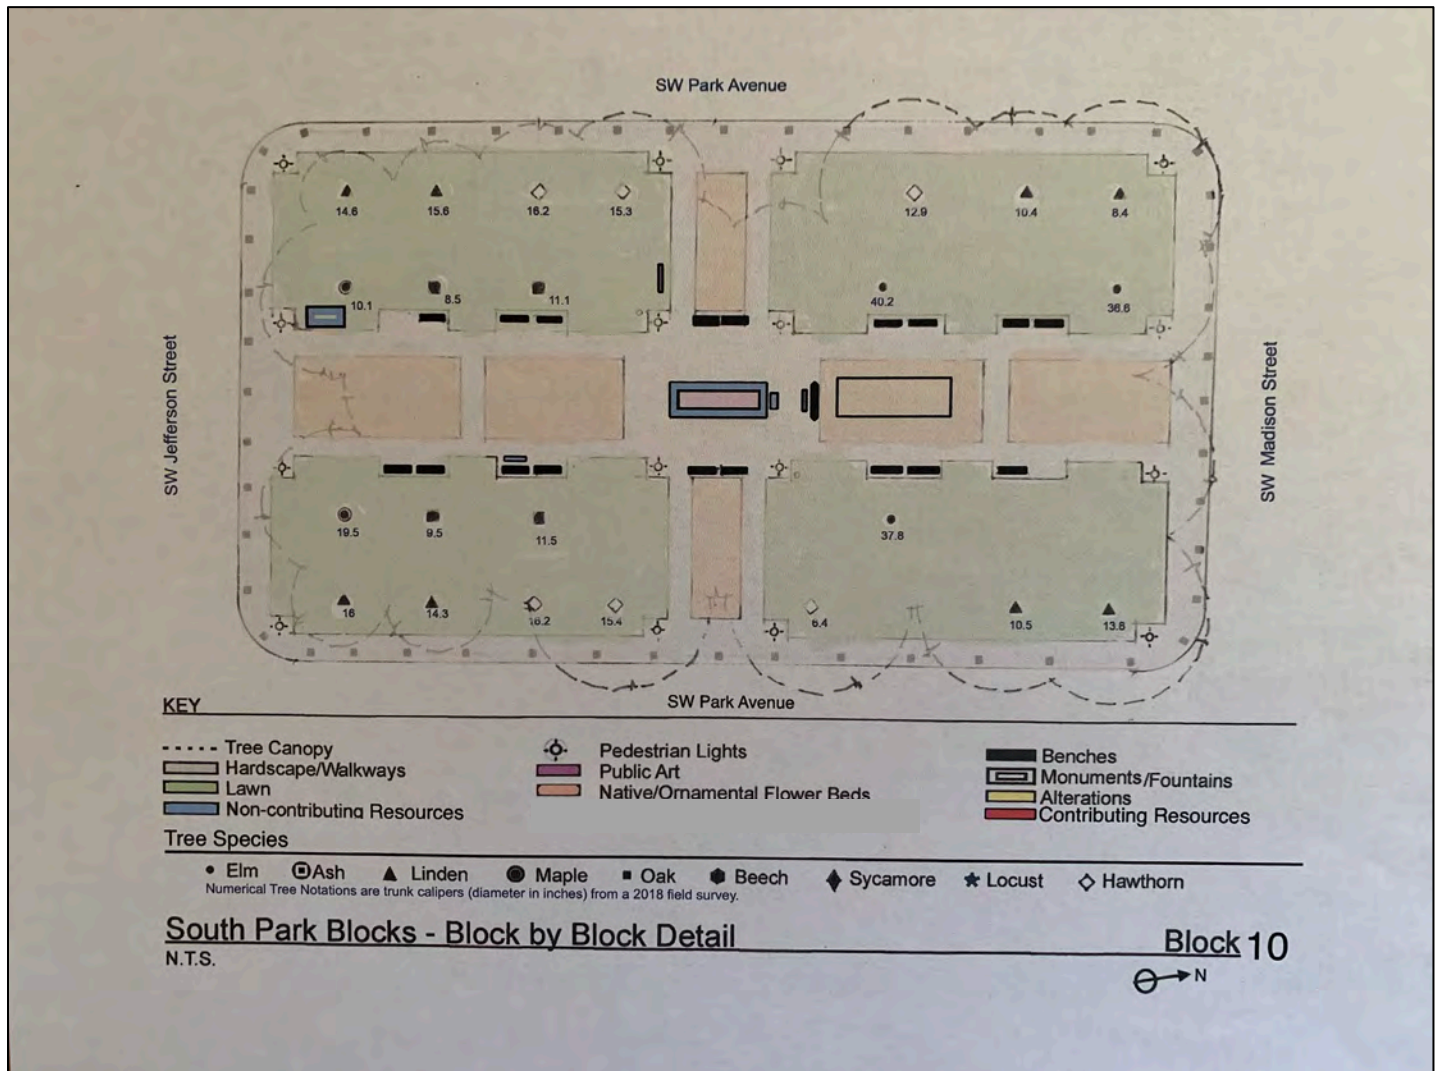 SW Park Avenue
14.6 15.6 16.2 15.3 12.9 10.4 8.4
10.1 8.5 11.1 40.2 36.6
SW Jefferson Street
SW Madison Street
19.5 9.5 11.5 37.8
16 14.3 16.2 15.4 6.4 10.5 13.6
SW Park Avenue
KEY
Tree Canopy Pedestrian Lights Benches
Hardscape/Walkways Public Art Monuments/Fountains
Lawn Native/Ornamental Flower Beds Alterations
Non-contributing Resources Contributing Resources
Tree Species
Elm Ash Linden Maple Oak Beech Sycamore Locust Hawthorn
Numerical Tree Notations are trunk calipers (diameter in inches) from a 2018 field survey.
South Park Blocks - Block by Block Detail Block 10
N.T.S. N